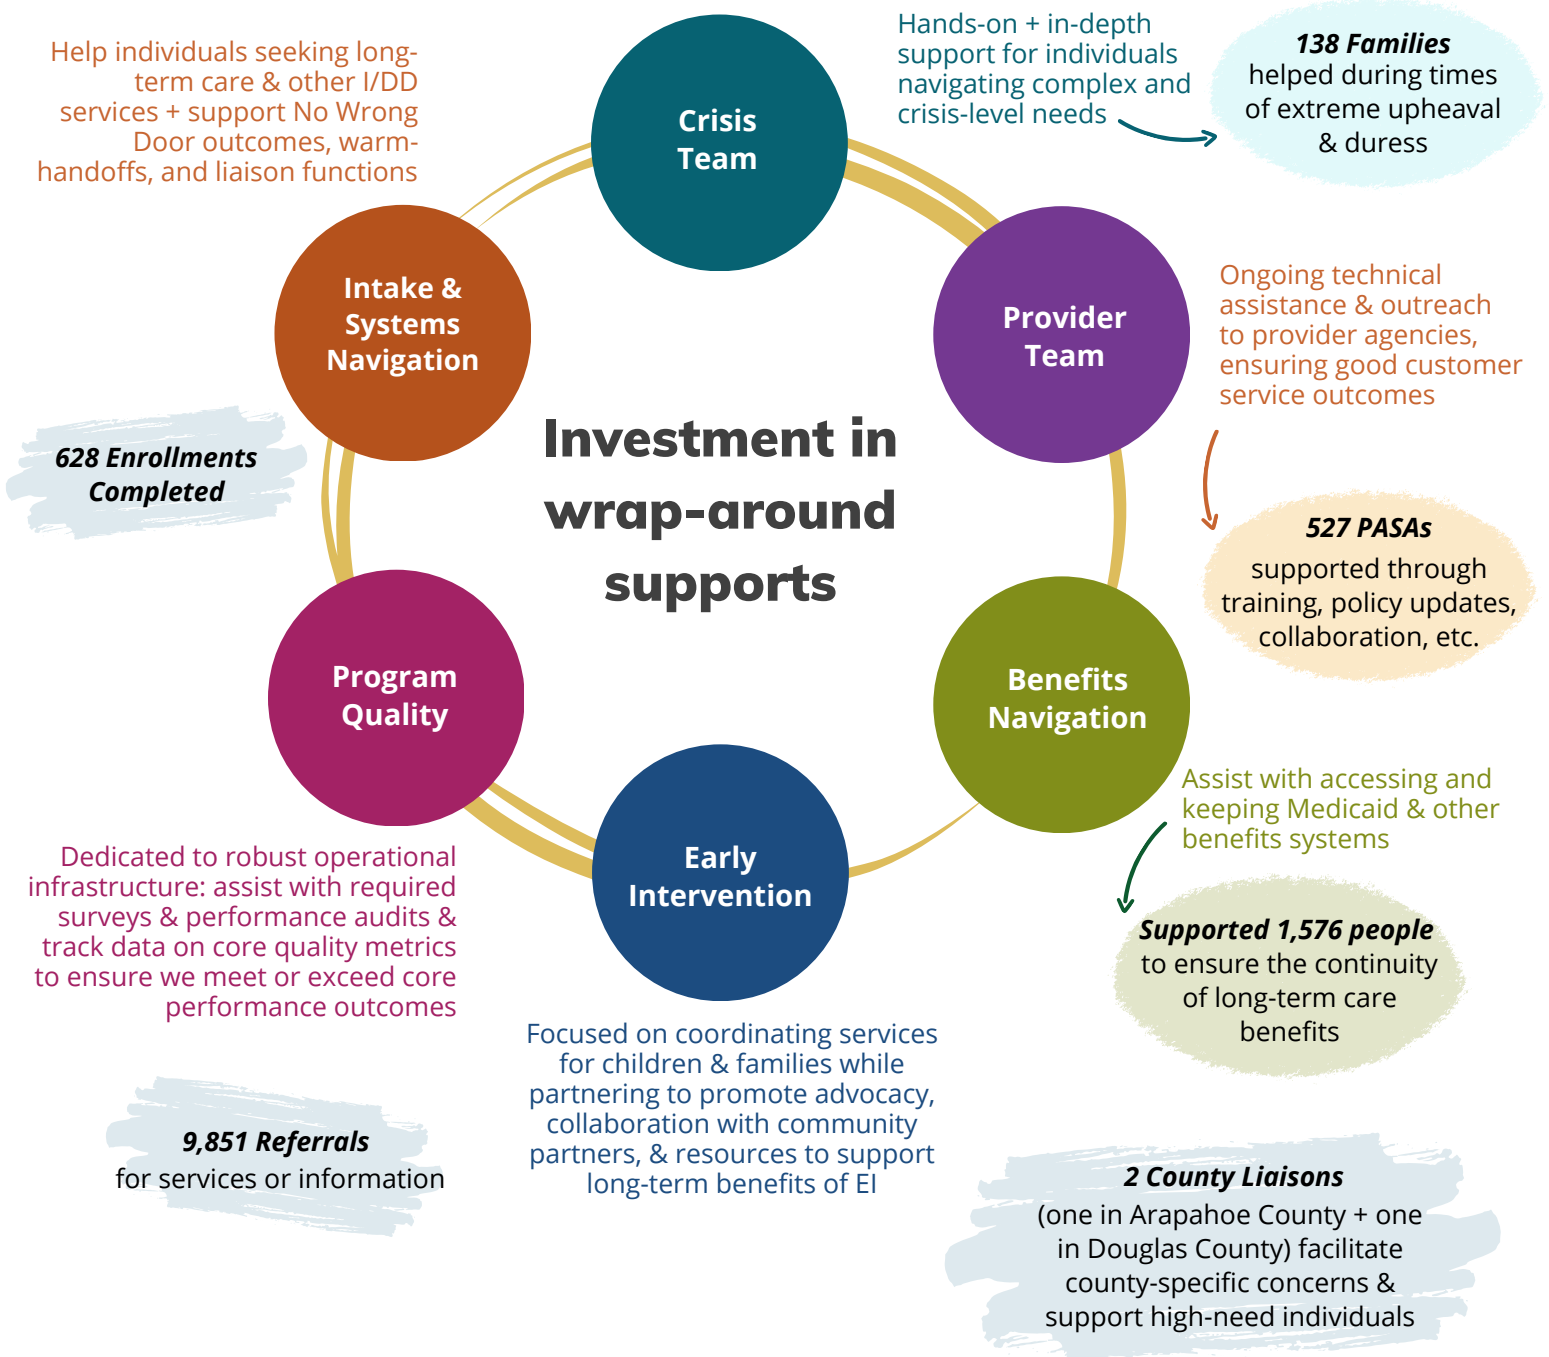 Help individuals seeking long-
term care & other I/DD
services + support No Wrong
Door outcomes, warm-
handoffs, and liaison functions
Crisis
Team
Hands-on + in-depth
support for individuals
navigating complex and
crisis-level needs
138 Families
helped during times
of extreme upheaval
& duress
Intake &
Systems
Navigation
Provider
Team
Ongoing technical
assistance & outreach
to provider agencies,
ensuring good customer
service outcomes
628 Enrollments
Completed
Investment in
wrap-around
supports
527 PASAs
supported through
training, policy updates,
collaboration, etc.
Program
Quality
Benefits
Navigation
Assist with accessing and
keeping Medicaid & other
benefits systems
Early
Intervention
Dedicated to robust operational
infrastructure: assist with required
surveys & performance audits &
track data on core quality metrics
to ensure we meet or exceed core
performance outcomes
Supported 1,576 people
to ensure the continuity
of long-term care
benefits
Focused on coordinating services
for children & families while
partnering to promote advocacy,
collaboration with community
partners, & resources to support
long-term benefits of EI
9,851 Referrals
for services or information
2 County Liaisons
(one in Arapahoe County + one
in Douglas County) facilitate
county-specific concerns &
support high-need individuals